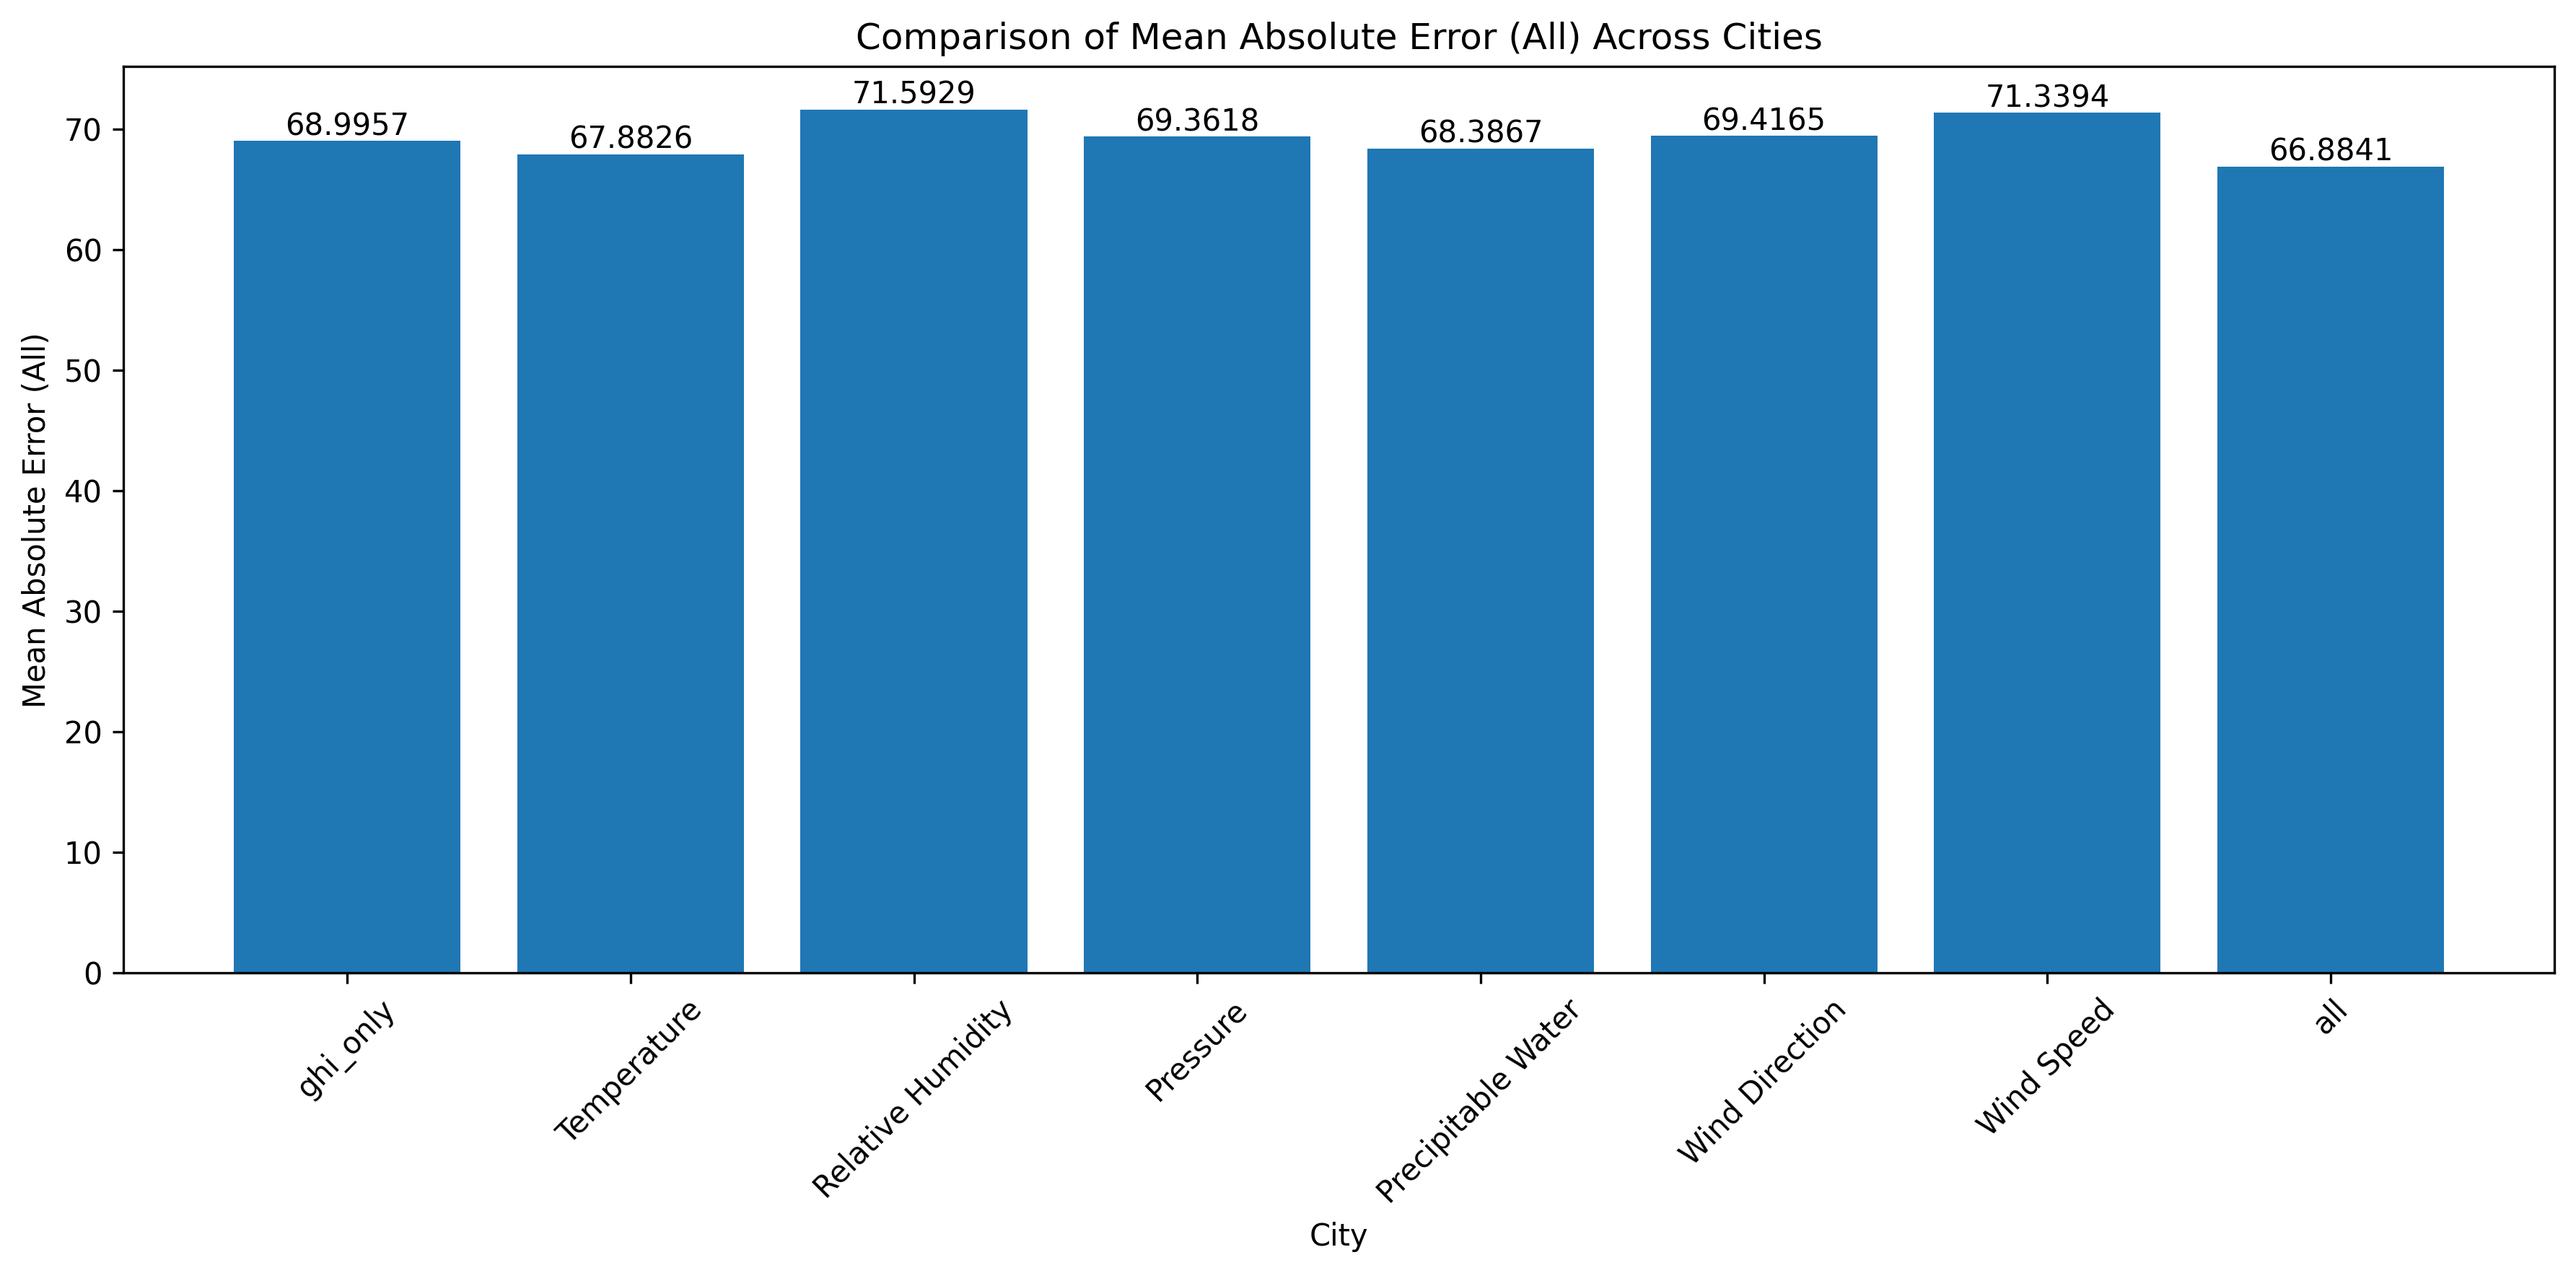 Comparison of Mean Absolute Error (All) Across Cities
Mean Absolute Error (All)
70
60
50
40
30
20
10
0
68.9957
67.8826
71.5929
69.3618
68.3867
69.4165
71.3394
66.8841
ghi_only
Temperature
Relative Humidity
Pressure
Precipitable Water
Wind Direction
Wind Speed
all
City